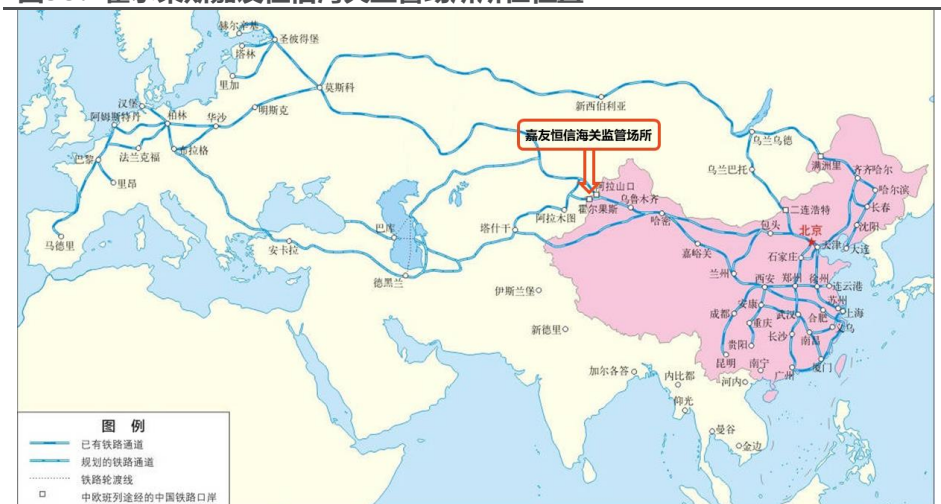 赫尔辛基
圣彼得堡
塔林
里加
莫斯科
新西伯利亚
汉堡
阿姆斯特丹
柏林
华沙
明斯克
嘉友恒信海关监管场所
乌兰乌德
巴黎
法兰克福
布拉格
里昂
乌兰巴托
满洲里
齐齐哈尔
哈尔滨
阿拉山口
霍尔果斯
乌鲁木齐
长春
马德里
阿拉木图
哈密
二连浩特
沈阳
安卡拉
巴库
塔什干
包头
北京
天津
大连
嘉峪关
石家庄
德黑兰
兰州
伊斯兰堡
西安
郑州
徐州
连云港
安康
苏州
成都
武汉
合肥
上海
新德里
重庆
长沙
义乌
贵阳
南昌
昆明
南宁
广州
厦门
加尔各答
内比都
河内
仰光
曼谷
金边
图 例
已有铁路通道
规划的铁路通道
铁路轮渡线
中欧班列途经的中国铁路口岸